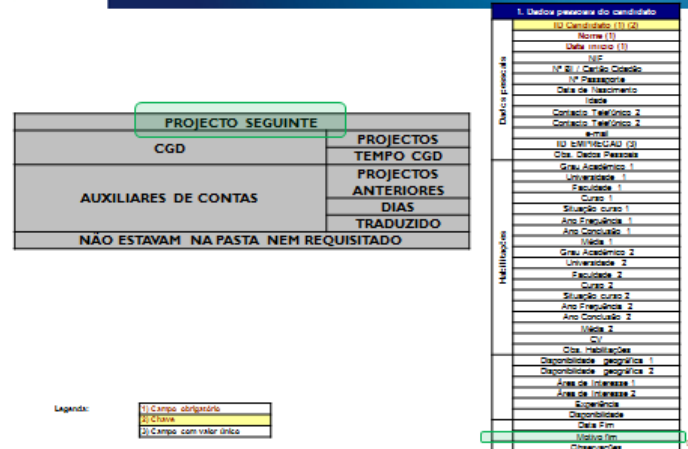 1. Dados pessoais do candidato
Dados pessoais
ID Candidato (1) (2)
Nome (1)
Data início (1)
NIF
Nº BI / Cartão Cidadão
Nº Passaporte
Data de Nascimento
Idade
Contacto Telefónico 2
Contacto Telefónico 2
e-mail
ID EMPREGAD (3)
Obs. Dados Pessoais
Habilitações
Grau Académico 1
Universidade 1
Faculdade 1
Curso 1
Situação curso 1
Ano Frequência 1
Ano Conclusão 1
Média 1
Grau Académico 2
Universidade 2
Faculdade 2
Curso 2
Situação curso 2
Ano Frequência 2
Ano Conclusão 2
Média 2
CV
Obs. Habilitações
Disponibilidade geográfica 1
Disponibilidade geográfica 2
Área de Interesse 1
Área de Interesse 2
Experiência
Disponibilidade
Data Fim
Motivo fim
Observações
PROJECTO SEGUINTE
CGD
PROJECTOS
TEMPO CGD
AUXILIARES DE CONTAS
PROJECTOS
ANTERIORES
DIAS
TRADUZIDO
NÃO ESTAVAM NA PASTA NEM REQUISITADO
Legenda:
1) Campo obrigatório
2) Chave
3) Campo com valor único